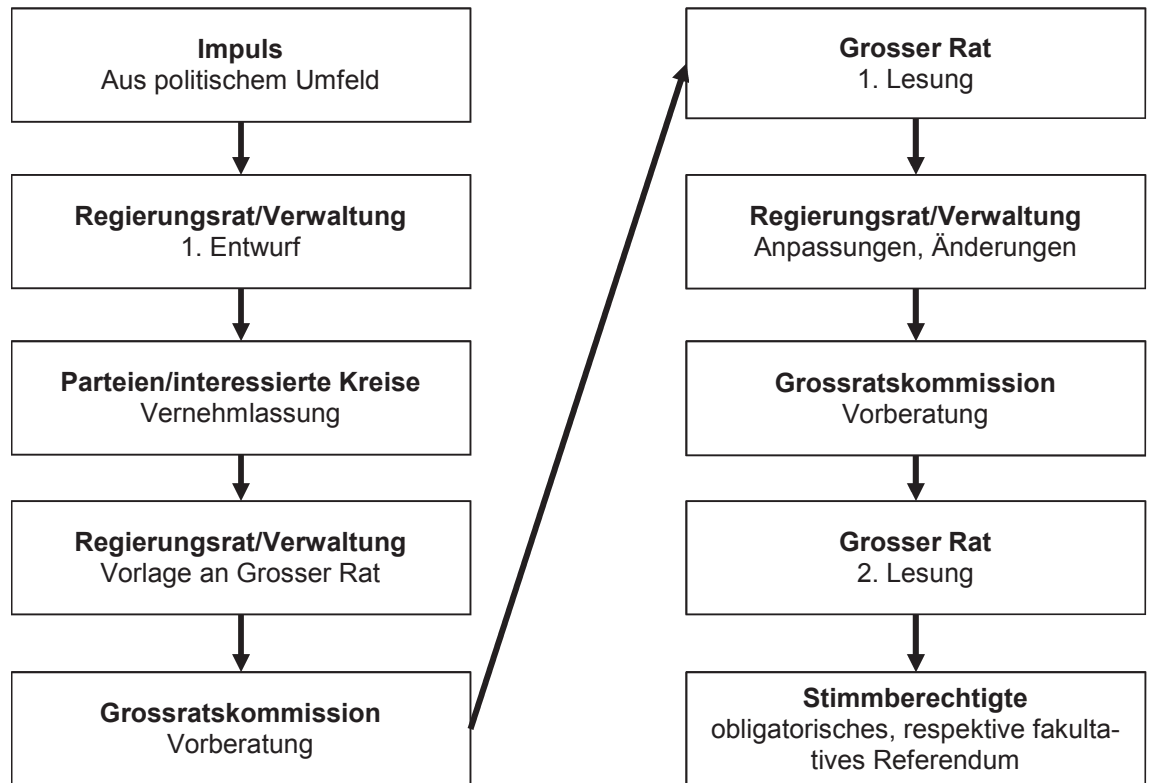 Impuls
Aus politischem Umfeld
Regierungsrat/Verwaltung
1. Entwurf
Parteien/interessierte Kreise
Vernehmlassung
Regierungsrat/Verwaltung
Vorlage an Grosser Rat
Grossratskommission
Vorberatung
Grosser Rat
1. Lesung
Regierungsrat/Verwaltung
Anpassungen, Änderungen
Grossratskommission
Vorberatung
Grosser Rat
2. Lesung
Stimmberechtigte
obligatorisches, respektive fakulta-
tives Referendum